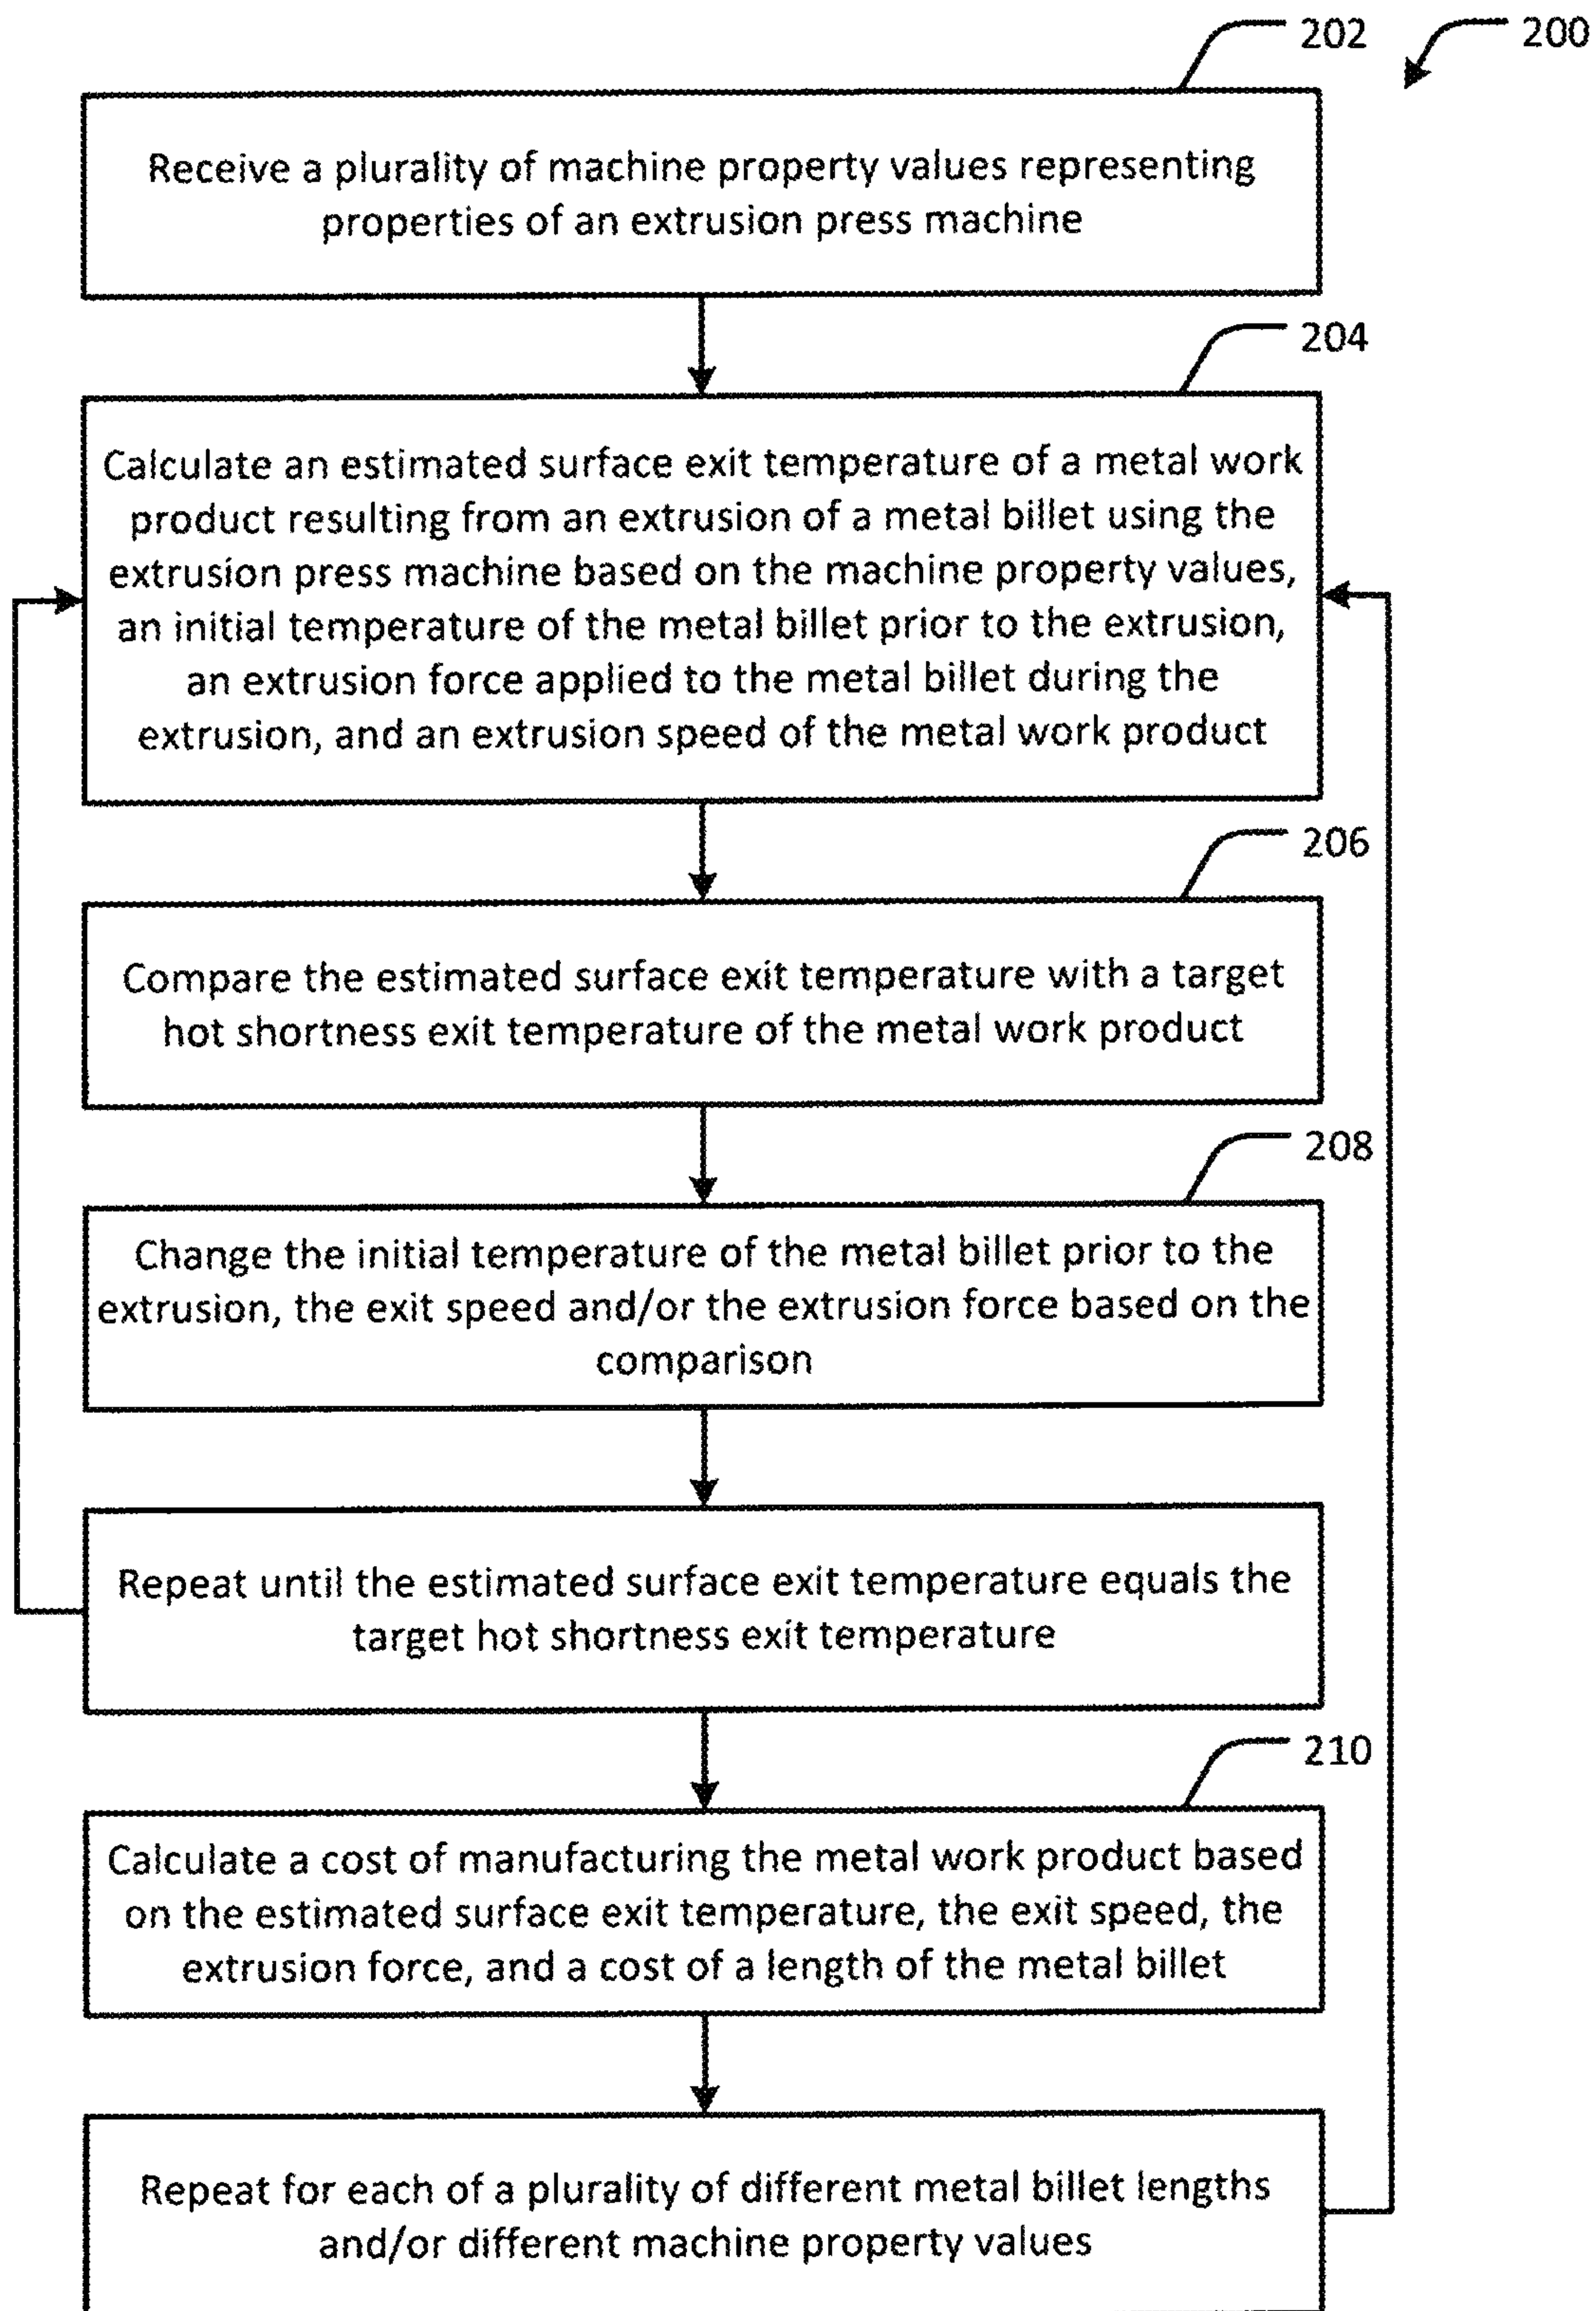 202
200
Receive a plurality of machine property values representing
properties of an extrusion press machine
204
Calculate an estimated surface exit temperature of a metal work
product resulting from an extrusion of a metal billet using the
extrusion press machine based on the machine property values,
an initial temperature of the metal billet prior to the extrusion,
an extrusion force applied to the metal billet during the
extrusion, and an extrusion speed of the metal work product
206
Compare the estimated surface exit temperature with a target
hot shortness exit temperature of the metal work product
208
Change the initial temperature of the metal billet prior to the
extrusion, the exit speed and/or the extrusion force based on the
comparison
Repeat until the estimated surface exit temperature equals the
target hot shortness exit temperature
210
Calculate a cost of manufacturing the metal work product based
on the estimated surface exit temperature, the exit speed, the
extrusion force, and a cost of a length of the metal billet
Repeat for each of a plurality of different metal billet lengths
and/or different machine property values